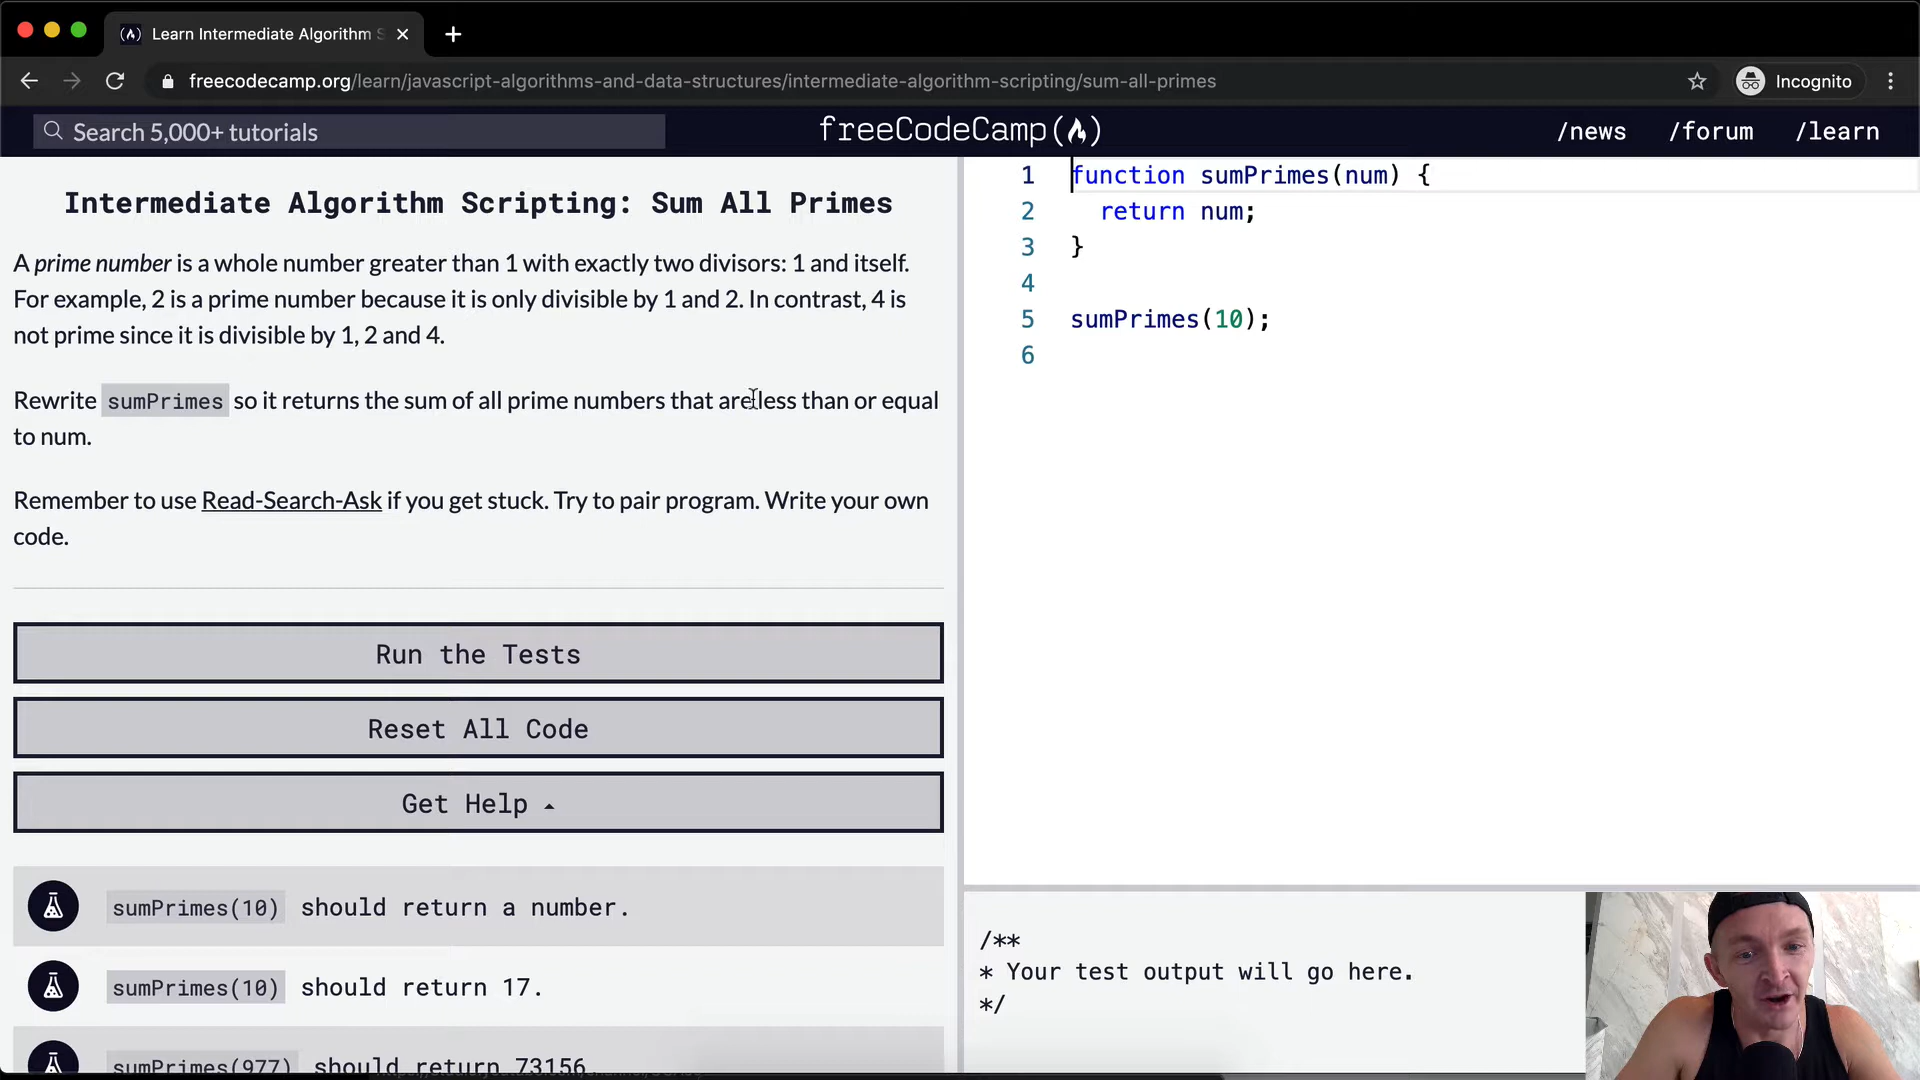 Learn Intermediate Algorithm S
freecodecamp.org/learn/javascript-algorithms-and-data-structures/intermediate-algorithm-scripting/sum-all-primes
Incognito
Search 5,000+ tutorials
freeCodeCamp(🔥)
/news /forum /learn
Intermediate Algorithm Scripting: Sum All Primes
A prime number is a whole number greater than 1 with exactly two divisors: 1 and itself.
For example, 2 is a prime number because it is only divisible by 1 and 2. In contrast, 4 is
not prime since it is divisible by 1, 2 and 4.
Rewrite sumPrimes so it returns the sum of all prime numbers that are less than or equal
to num.
Remember to use Read-Search-Ask if you get stuck. Try to pair program. Write your own
code.
Run the Tests
Reset All Code
Get Help
sumPrimes(10) should return a number.
sumPrimes(10) should return 17.
sumPrimes(977) should return 73156.
1 function sumPrimes(num) {
2 return num;
3 }
4
5 sumPrimes(10);
6
/**
* Your test output will go here.
*/